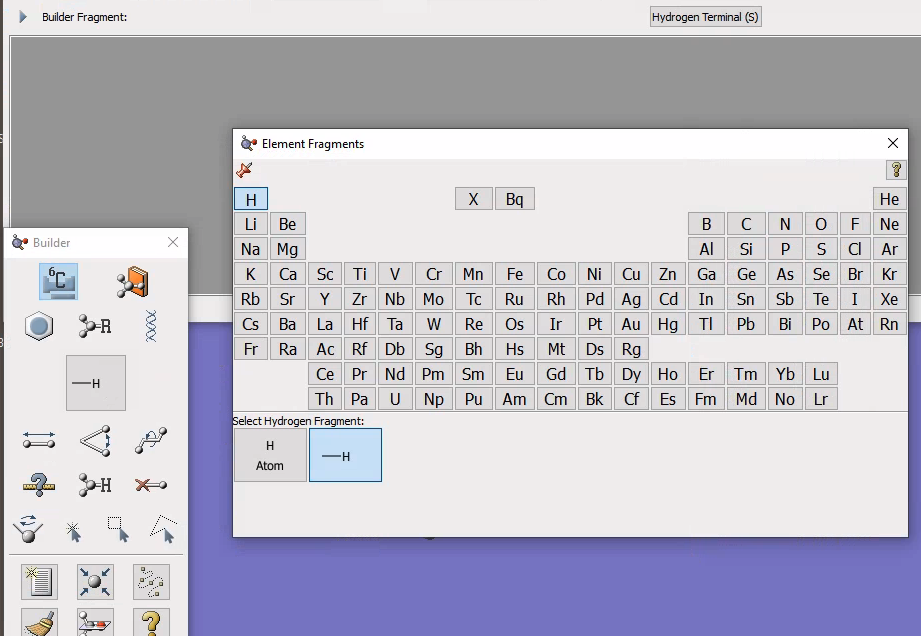 Builder Fragment:
Hydrogen Terminal (S)
Element Fragments
?
H X Bq He
Li Be B C N O F Ne
Na Mg Al Si P S Cl Ar
K Ca Sc Ti V Cr Mn Fe Co Ni Cu Zn Ga Ge As Se Br Kr
Rb Sr Y Zr Nb Mo Tc Ru Rh Pd Ag Cd In Sn Sb Te I Xe
Cs Ba La Hf Ta W Re Os Ir Pt Au Hg Tl Pb Bi Po At Rn
Fr Ra Ac Rf Db Sg Bh Hs Mt Ds Rg
Ce Pr Nd Pm Sm Eu Gd Tb Dy Ho Er Tm Yb Lu
Th Pa U Np Pu Am Cm Bk Cf Es Fm Md No Lr
Select Hydrogen Fragment:
H
Atom
H
Builder
6C
R
H
?
H
?